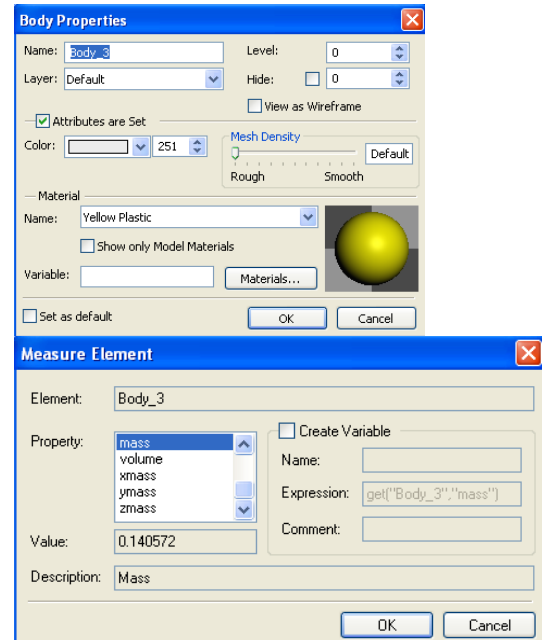 Body Properties
Name: Body_3 Level: 0
Layer: Default Hide: 0
View as Wireframe
Attributes are Set
Color: 251 Mesh Density Default
Rough Smooth
Material
Name: Yellow Plastic
Show only Model Materials
Variable: Materials...
Set as default OK Cancel
Measure Element
Element: Body_3
Property: mass Create Variable
volume Name:
xmass
ymass Expression: get("Body_3","mass")
zmass
Value: 0.140572 Comment:
Description: Mass
OK Cancel